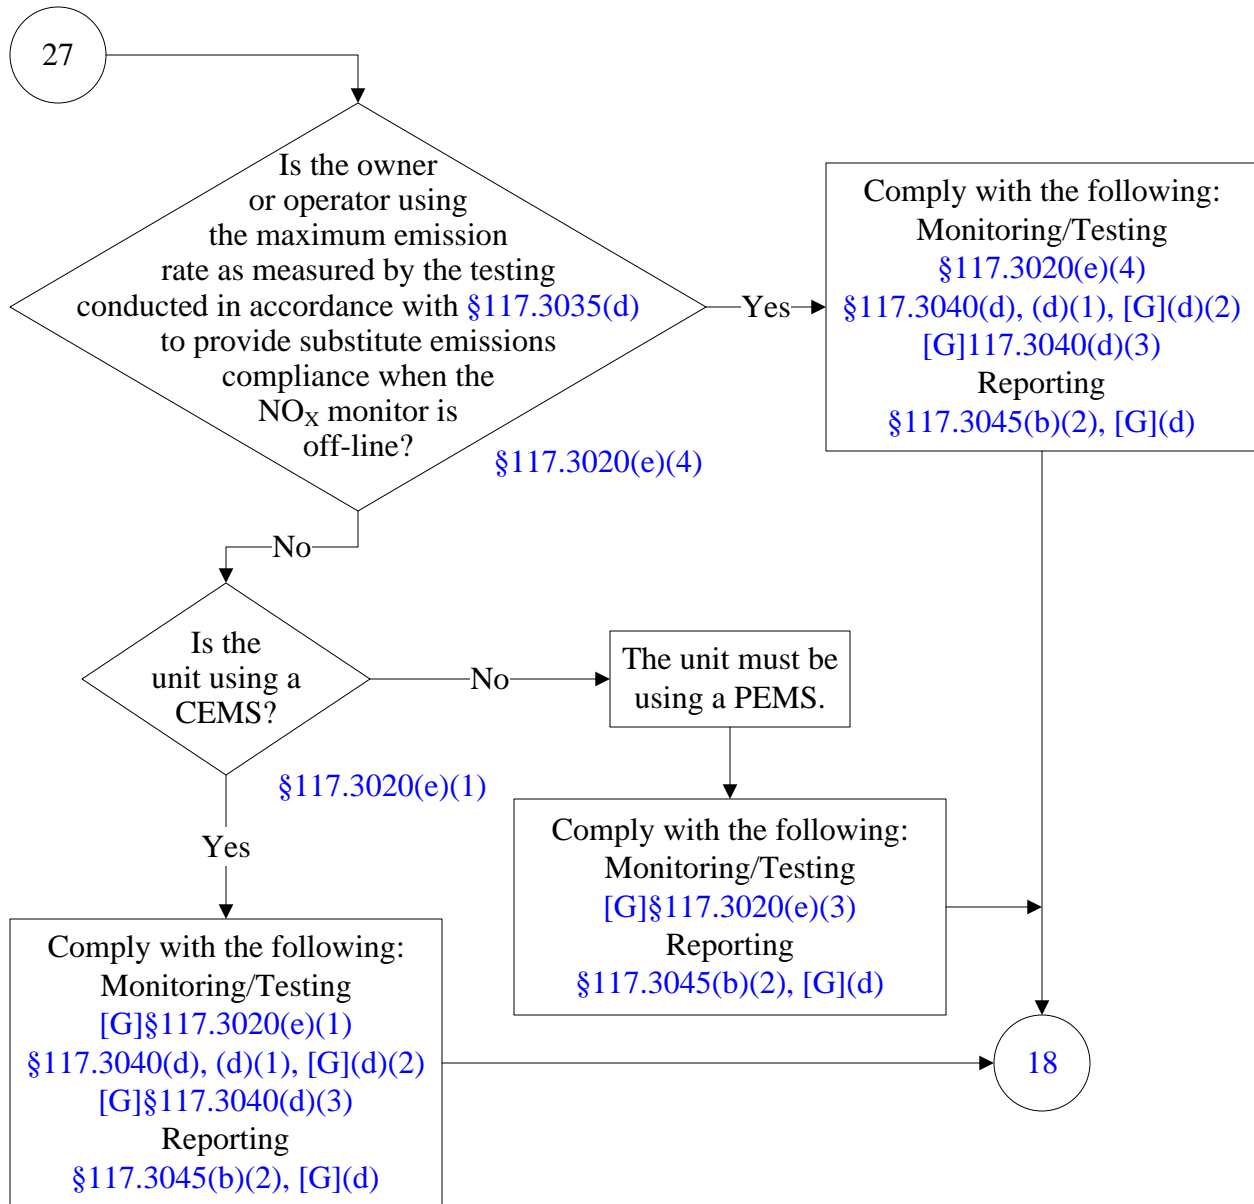 27
Is the owner
or operator using
the maximum emission
rate as measured by the testing
conducted in accordance with §117.3035(d)
to provide substitute emissions
compliance when the
NOX monitor is
off-line?
§117.3020(e)(4)
Yes
Comply with the following:
Monitoring/Testing
§117.3020(e)(4)
§117.3040(d), (d)(1), [G](d)(2)
[G]117.3040(d)(3)
Reporting
§117.3045(b)(2), [G](d)
No
Is the
unit using a
CEMS?
§117.3020(e)(1)
No
The unit must be
using a PEMS.
Comply with the following:
Monitoring/Testing
[G]§117.3020(e)(3)
Reporting
§117.3045(b)(2), [G](d)
Yes
Comply with the following:
Monitoring/Testing
[G]§117.3020(e)(1)
§117.3040(d), (d)(1), [G](d)(2)
[G]§117.3040(d)(3)
Reporting
§117.3045(b)(2), [G](d)
18